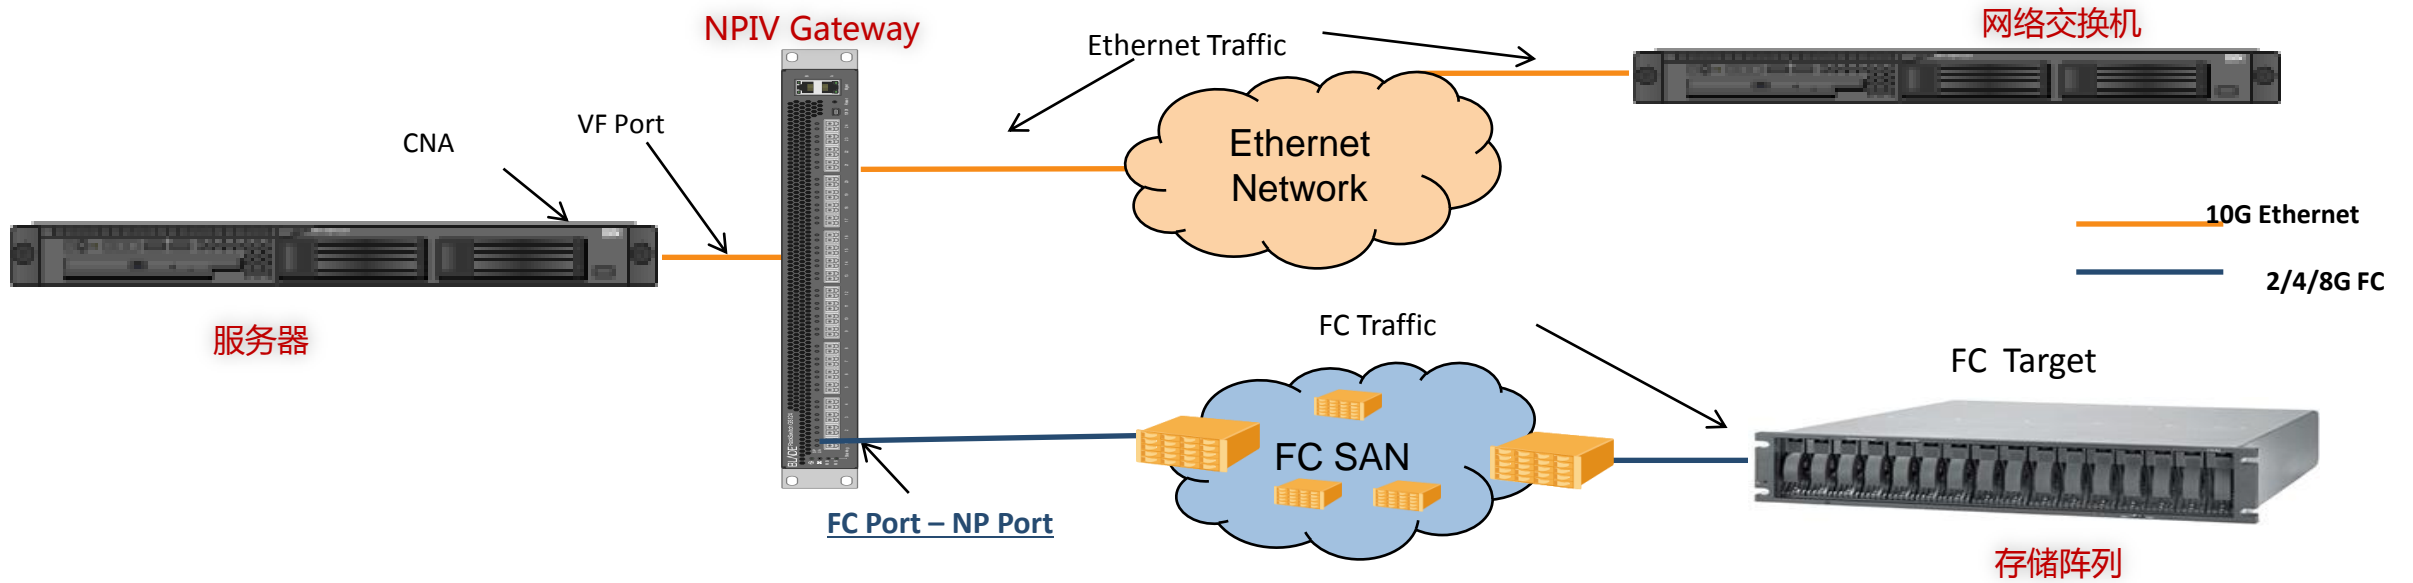 NPIV Gateway
网络交换机
Ethernet Traffic
VF Port
CNA
Ethernet
Network
10G Ethernet
2/4/8G FC
服务器
FC Traffic
FC Target
FC SAN
FC Port – NP Port
存储阵列